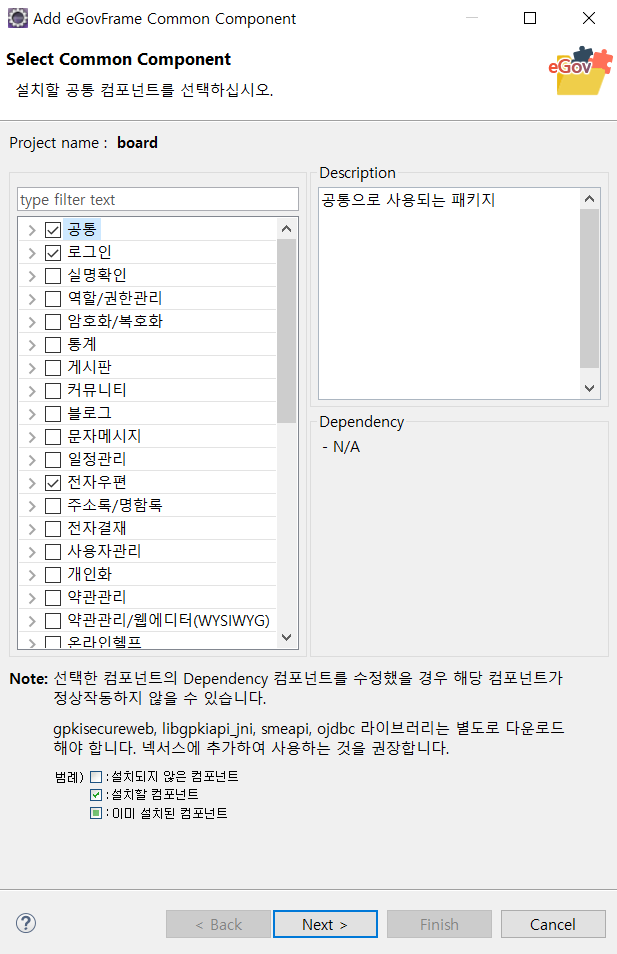 Add eGovFrame Common Component
Select Common Component
설치할 공통 컴포넌트를 선택하십시오.
eGov
Project name : board
type filter text
공통
로그인
실명확인
역할/권한관리
암호화/복호화
통계
게시판
커뮤니티
블로그
문자메시지
일정관리
전자우편
주소록/명함록
전자결재
사용자관리
개인화
약관관리
약관관리/웹에디터(WYSIWYG)
온라인헬프
Description
공통으로 사용되는 패키지
Dependency
- N/A
Note: 선택한 컴포넌트의 Dependency 컴포넌트를 수정했을 경우 해당 컴포넌트가
정상작동하지 않을 수 있습니다.
gpkisecureweb, libgpkiapi_jni, smeapi, ojdbc 라이브러리는 별도로 다운로드
해야 합니다. 넥서스에 추가하여 사용하는 것을 권장합니다.
범례) : 설치되지 않은 컴포넌트
: 설치할 컴포넌트
: 이미 설치된 컴포넌트
?
< Back
Next >
Finish
Cancel